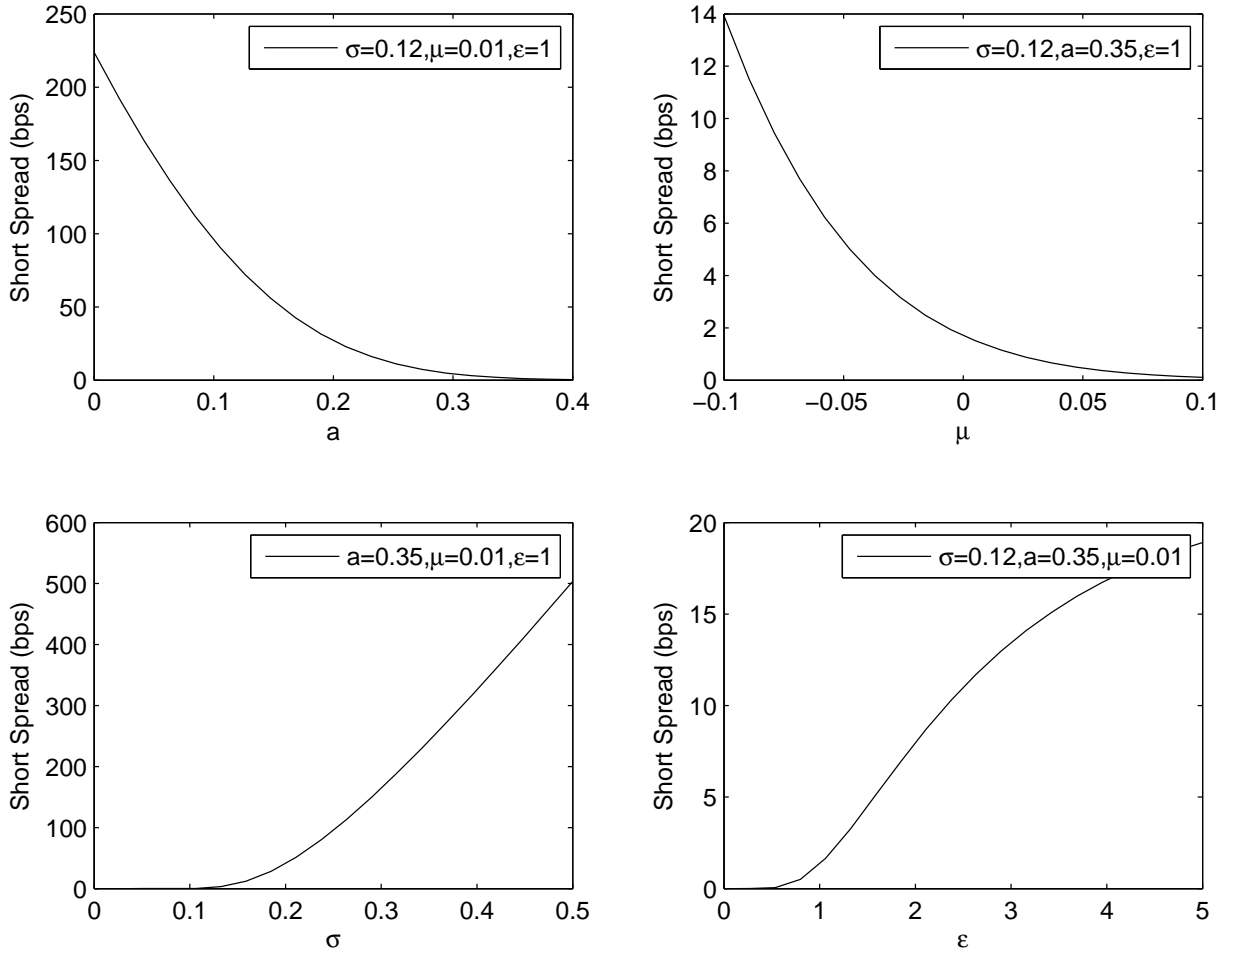 250
200
150
100
50
0
Short Spread (bps)
σ=0.12,μ=0.01,ε=1
0 0.1 0.2 0.3 0.4
a
14
12
10
8
6
4
2
0
Short Spread (bps)
σ=0.12,a=0.35,ε=1
−0.1 −0.05 0 0.05 0.1
μ
600
500
400
300
200
100
0
Short Spread (bps)
a=0.35,μ=0.01,ε=1
0 0.1 0.2 0.3 0.4 0.5
σ
20
15
10
5
0
Short Spread (bps)
σ=0.12,a=0.35,μ=0.01
0 1 2 3 4 5
ε